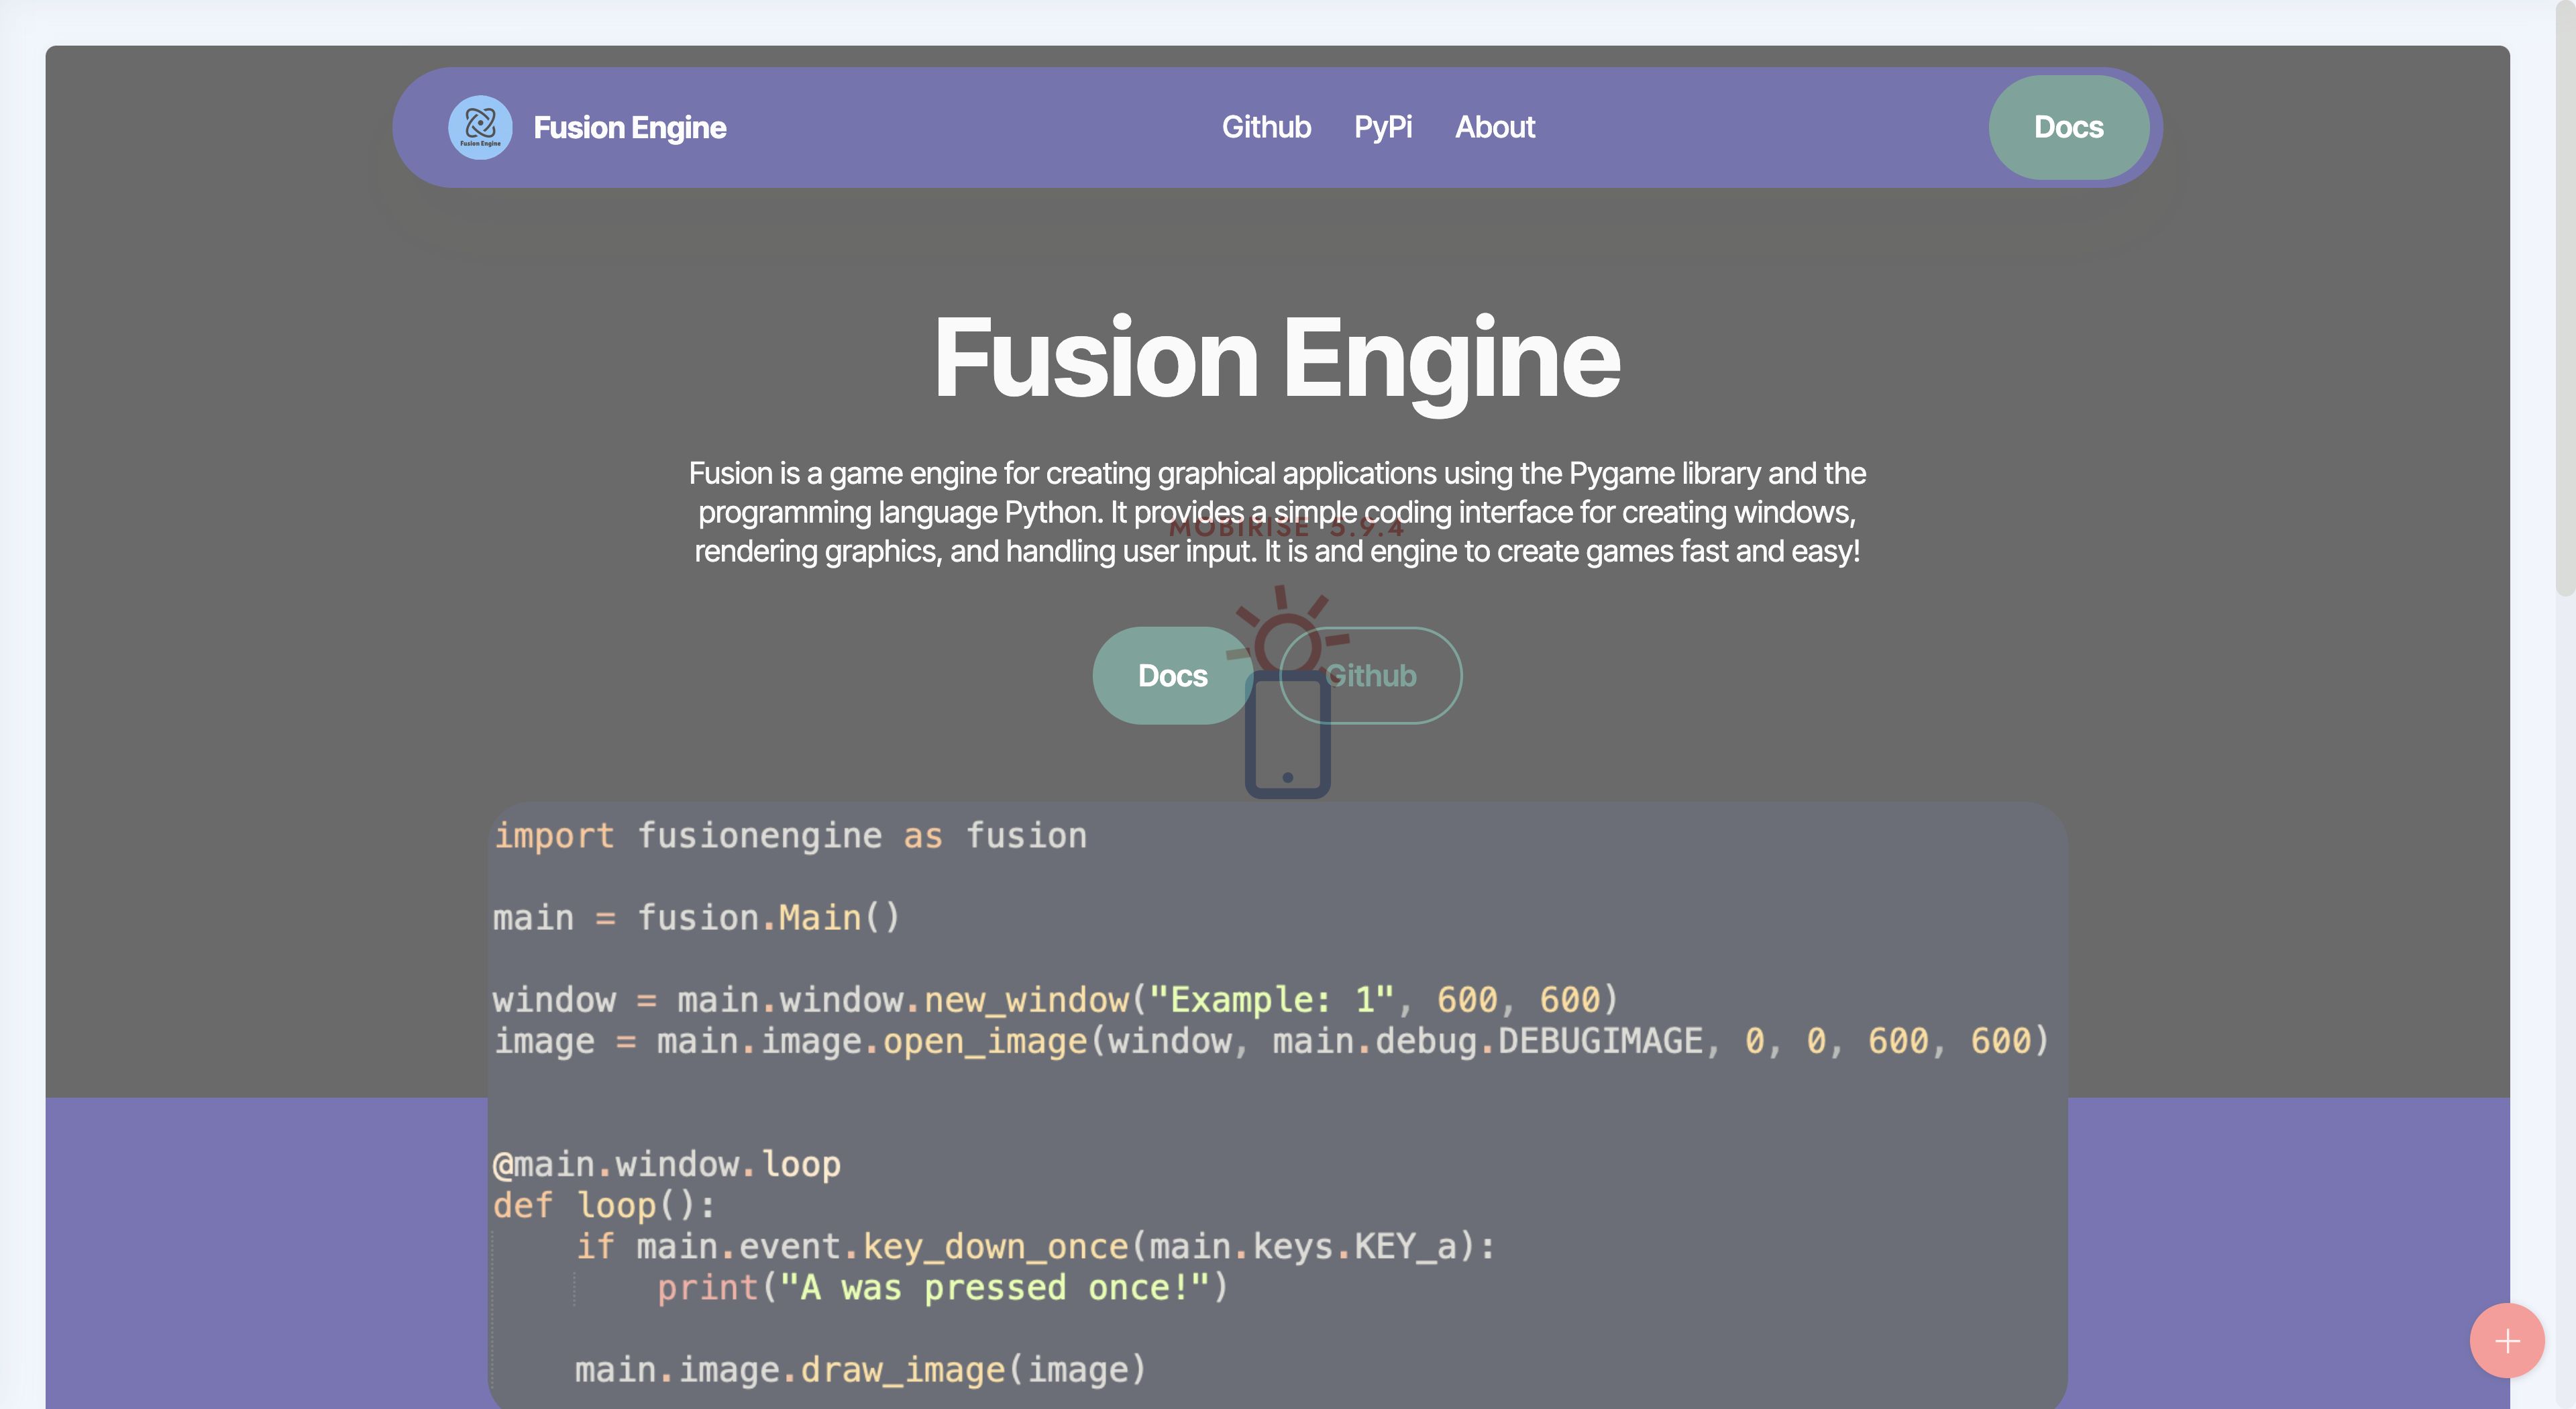 Fusion Engine
Fusion Engine
Github PyPi About
Docs
Fusion Engine
Fusion is a game engine for creating graphical applications using the Pygame library and the
programming language Python. It provides a simple coding interface for creating windows,
MOBIRISE 5.9.4
rendering graphics, and handling user input. It is and engine to create games fast and easy!
Docs
Github
import fusionengine as fusion
main = fusion.Main()
window = main.window.new_window("Example: 1", 600, 600)
image = main.image.open_image(window, main.debug.DEBUGIMAGE, 0, 0, 600, 600)
@main.window.loop
def loop():
    if main.event.key_down_once(main.keys.KEY_a):
        print("A was pressed once!")
    main.image.draw_image(image)